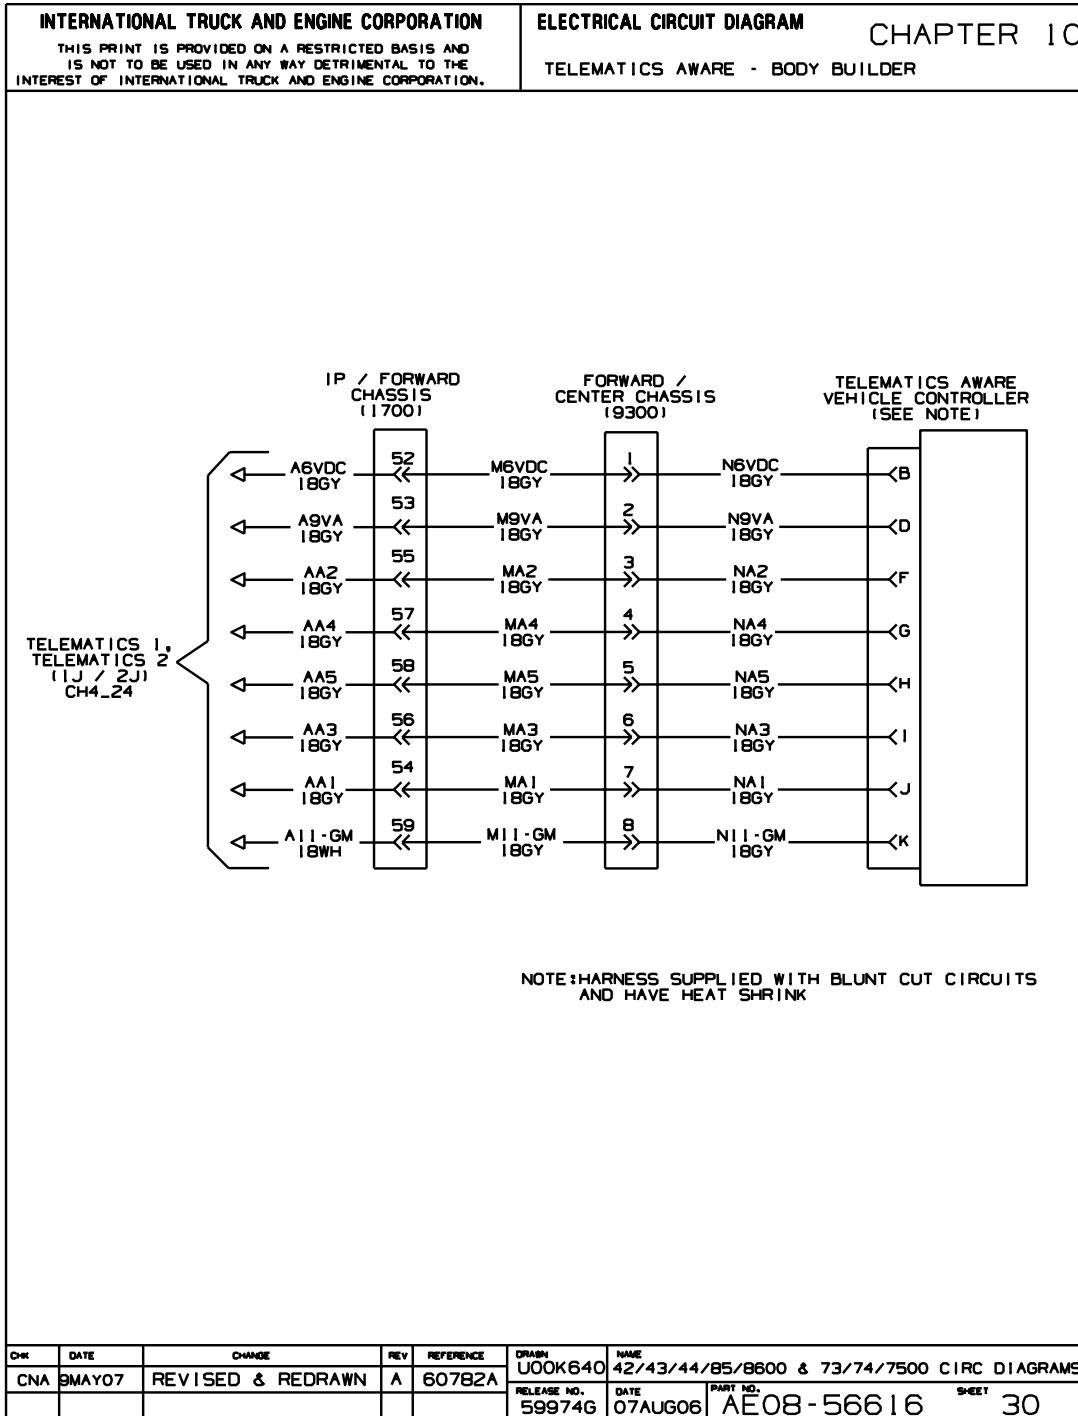 INTERNATIONAL TRUCK AND ENGINE CORPORATION
THIS PRINT IS PROVIDED ON A RESTRICTED BASIS AND
IS NOT TO BE USED IN ANY WAY DETRIMENTAL TO THE
INTEREST OF INTERNATIONAL TRUCK AND ENGINE CORPORATION.
ELECTRICAL CIRCUIT DIAGRAM
CHAPTER 10
TELEMATICS AWARE - BODY BUILDER
IP / FORWARD
CHASSIS
(1700)
FORWARD /
CENTER CHASSIS
(9300)
TELEMATICS AWARE
VEHICLE CONTROLLER
(SEE NOTE)
A6VDC
18GY
52
M6VDC
18GY
1
N6VDC
18GY
B
A9VA
18GY
53
M9VA
18GY
2
N9VA
18GY
D
AA2
18GY
55
MA2
18GY
3
NA2
18GY
F
AA4
18GY
57
MA4
18GY
4
NA4
18GY
G
TELEMATICS 1,
TELEMATICS 2
(1J / 2J)
CH4_24
AA5
18GY
58
MA5
18GY
5
NA5
18GY
H
AA3
18GY
56
MA3
18GY
6
NA3
18GY
I
AA1
18GY
54
MA1
18GY
7
NA1
18GY
J
A11-GM
18WH
59
M11-GM
18GY
8
N11-GM
18GY
K
NOTE:HARNESS SUPPLIED WITH BLUNT CUT CIRCUITS
AND HAVE HEAT SHRINK
CHK DATE CHANGE REV REFERENCE
CNA 9MAY07 REVISED & REDRAWN A 60782A
DRAWN
U00K640
NAME
42/43/44/85/8600 & 73/74/7500 CIRC DIAGRAMS
RELEASE NO.
59974G
DATE
07AUG06
PART NO.
AE08-56616
SHEET
30